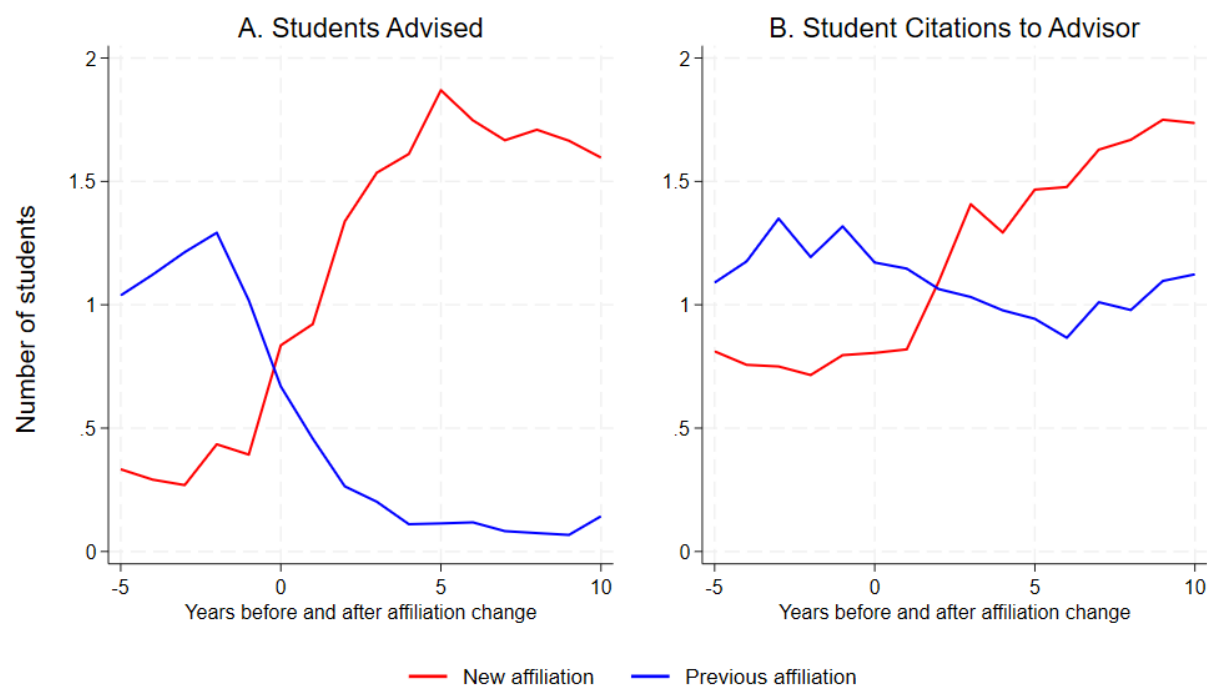 A. Students Advised
B. Student Citations to Advisor
Number of students
2
1.5
1
.5
0
-5
0
5
10
Years before and after affiliation change
2
1.5
1
.5
0
-5
0
5
10
Years before and after affiliation change
New affiliation
Previous affiliation